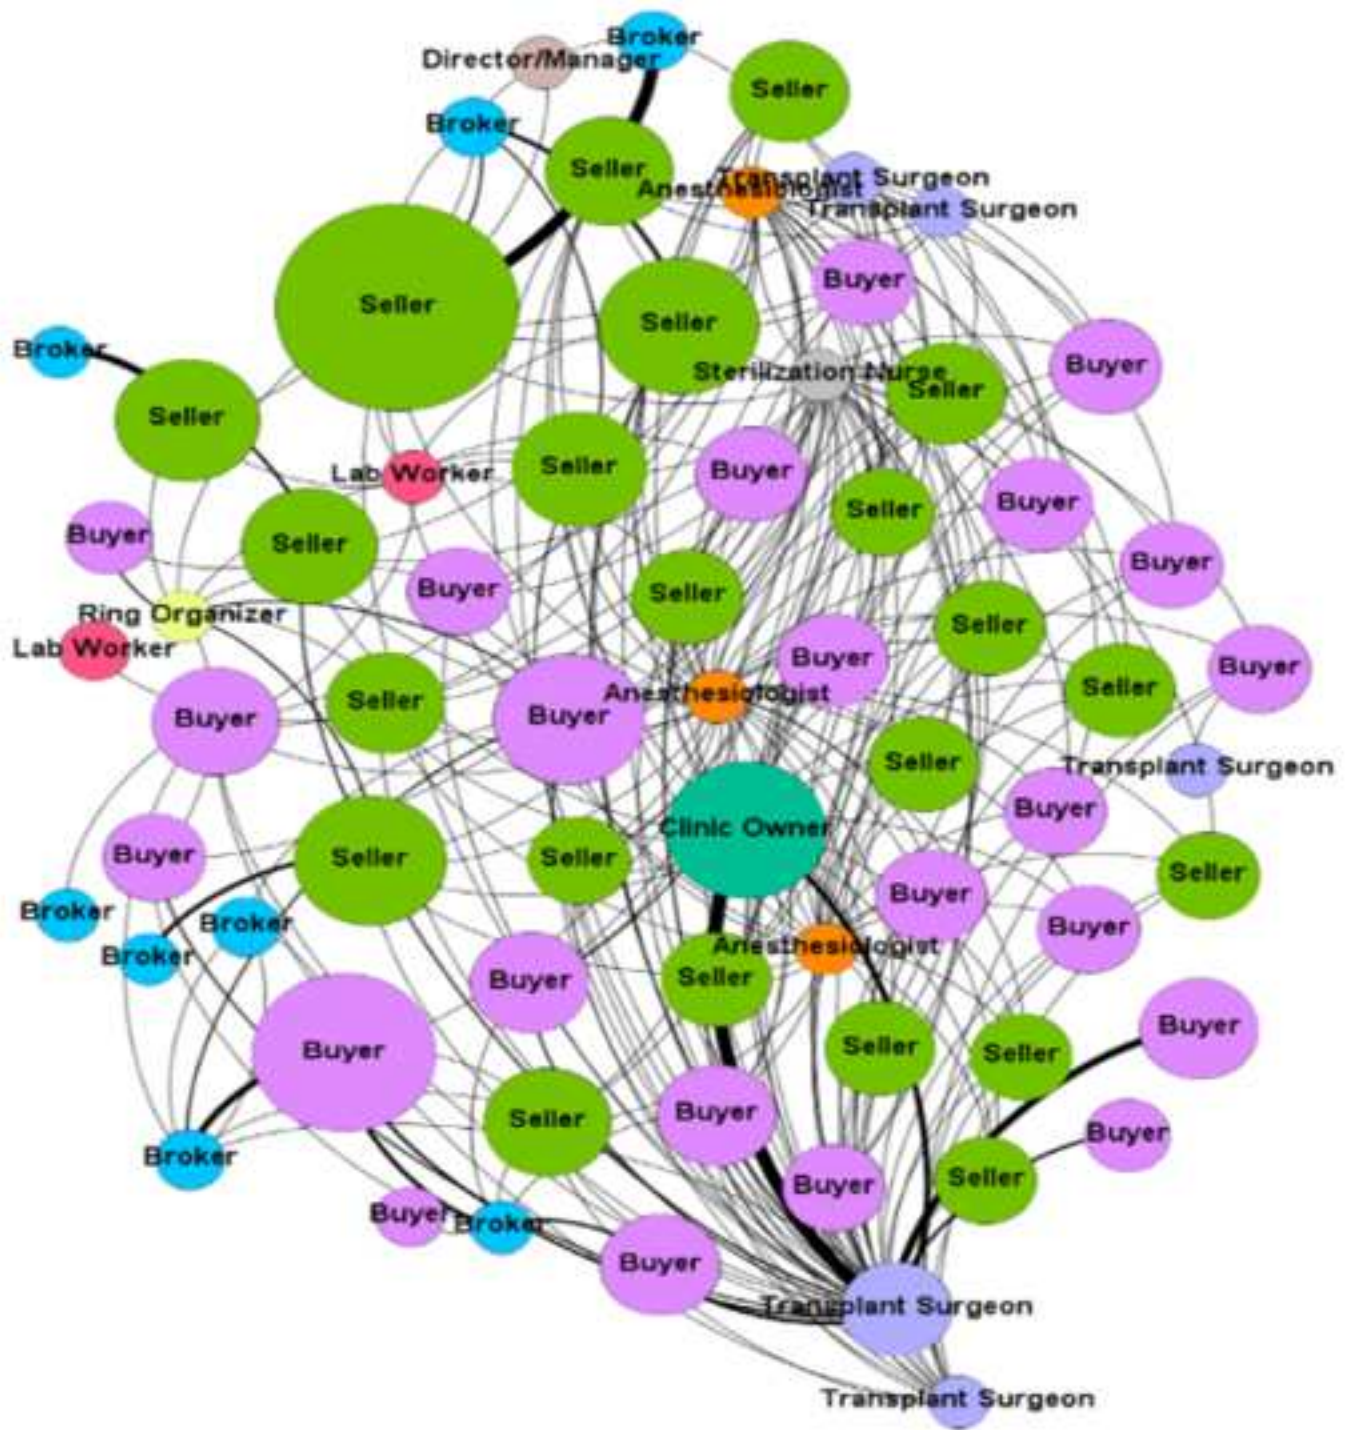 Broker
Director/Manager
Seller
Broker
Seller
Transplant Surgeon
Anesthesiologist
Transplant Surgeon
Buyer
Seller
Seller
Broker
Buyer
Sterilization Nurse
Seller
Seller
Seller
Buyer
Lab Worker
Buyer
Seller
Buyer
Seller
Buyer
Buyer
Seller
Ring Organizer
Seller
Lab Worker
Buyer
Buyer
Seller
Anesthesiologist
Seller
Buyer
Buyer
Seller
Transplant Surgeon
Buyer
Clinic Owner
Buyer
Seller
Seller
Seller
Buyer
Broker
Broker
Buyer
Anesthesiologist
Broker
Seller
Buyer
Buyer
Seller
Buyer
Seller
Buyer
Seller
Buyer
Broker
Seller
Buyer
Buyer
Broker
Buyer
Transplant Surgeon
Transplant Surgeon